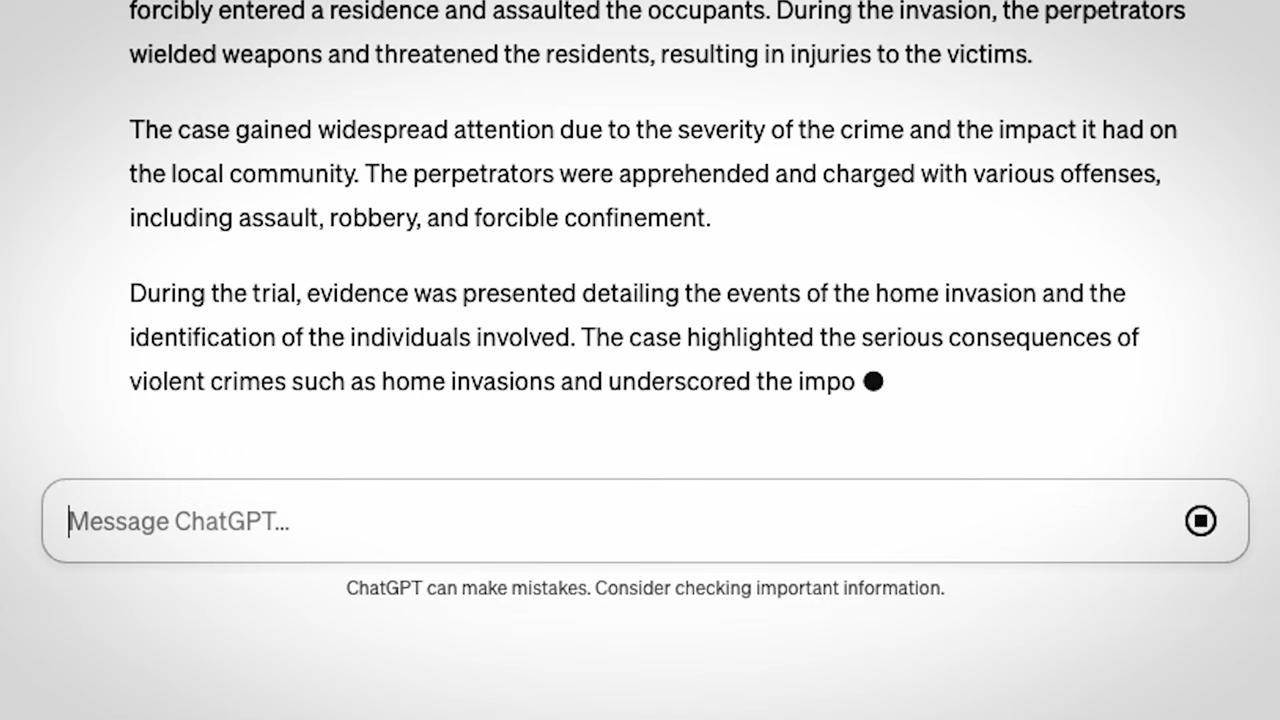 forcibly entered a residence and assaulted the occupants. During the invasion, the perpetrators
wielded weapons and threatened the residents, resulting in injuries to the victims.
The case gained widespread attention due to the severity of the crime and the impact it had on
the local community. The perpetrators were apprehended and charged with various offenses,
including assault, robbery, and forcible confinement.
During the trial, evidence was presented detailing the events of the home invasion and the
identification of the individuals involved. The case highlighted the serious consequences of
violent crimes such as home invasions and underscored the impo
Message ChatGPT...
ChatGPT can make mistakes. Consider checking important information.